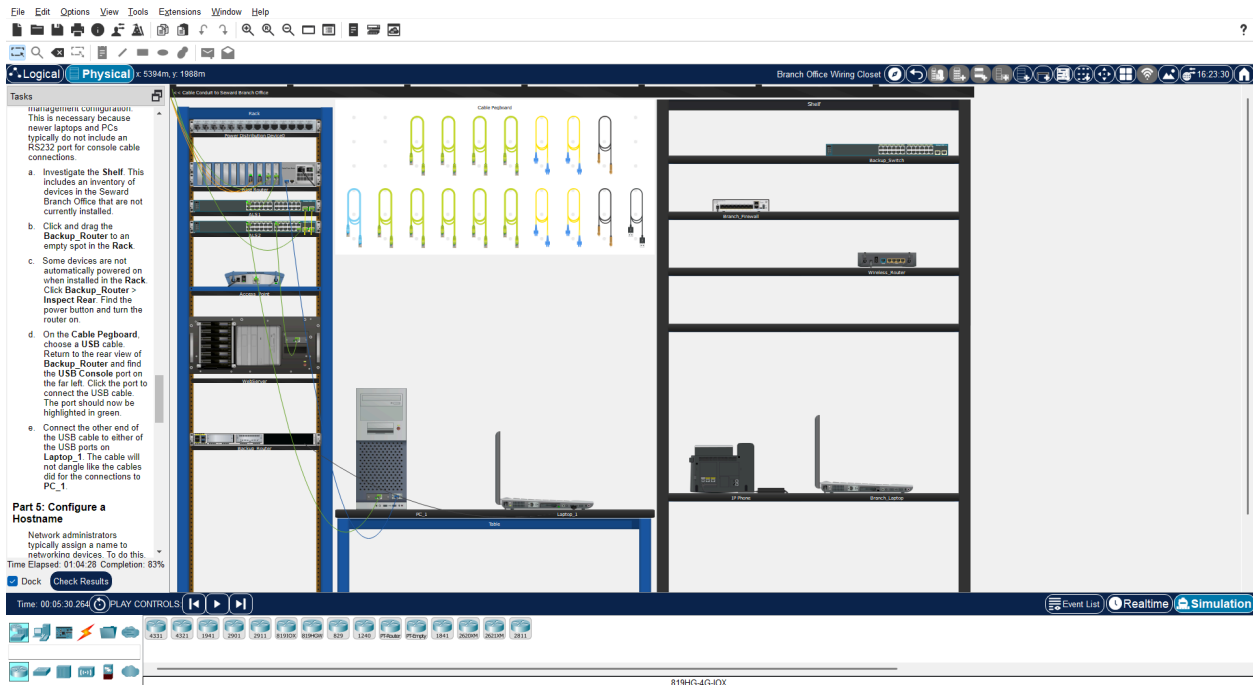 File Edit Options View Tools Extensions Window Help
?
Logical Physical x: 5394m, y: 1988m Branch Office Wiring Closet 16:23:30
Tasks
management configuration.
This is necessary because
newer laptops and PCs
typically do not include an
RS232 port for console cable
connections.
a. Investigate the Shelf. This
includes an inventory of
devices in the Seward
Branch Office that are not
currently installed.
b. Click and drag the
Backup_Router to an
empty spot in the Rack.
c. Some devices are not
automatically powered on
when installed in the Rack.
Click Backup_Router >
Inspect Rear. Find the
power button and turn the
router on.
d. On the Cable Pegboard,
choose a USB cable.
Return to the rear view of
Backup_Router and find
the USB Console port on
the far left. Click the port to
connect the USB cable.
The port should now be
highlighted in green.
e. Connect the other end of
the USB cable to either of
the USB ports on
Laptop_1. The cable will
not dangle like the cables
did for the connections to
PC_1.
Part 5: Configure a
Hostname
Network administrators
typically assign a name to
networking devices. To do this,
Time Elapsed: 01:04:28 Completion: 83%
Dock Check Results
<< Cable Conduit to Seward Branch Office
Rack
Power Distribution Device0
ALS1
ALS2
Access_Point
WebServer
Backup_Router
Cable Pegboard
PC_1
Laptop_1
Table
Shelf
Backup_Switch
Branch_Firewall
Wireless_Router
IP Phone
Branch_Laptop
Time: 00:05:30.264 PLAY CONTROLS: Event List Realtime Simulation
4331 4321 1941 2901 2911 819IOX 819HGW 829 1240 PT-Router PT-Empty 1841 2620XM 2621XM 2811
819HG-4G-IOX